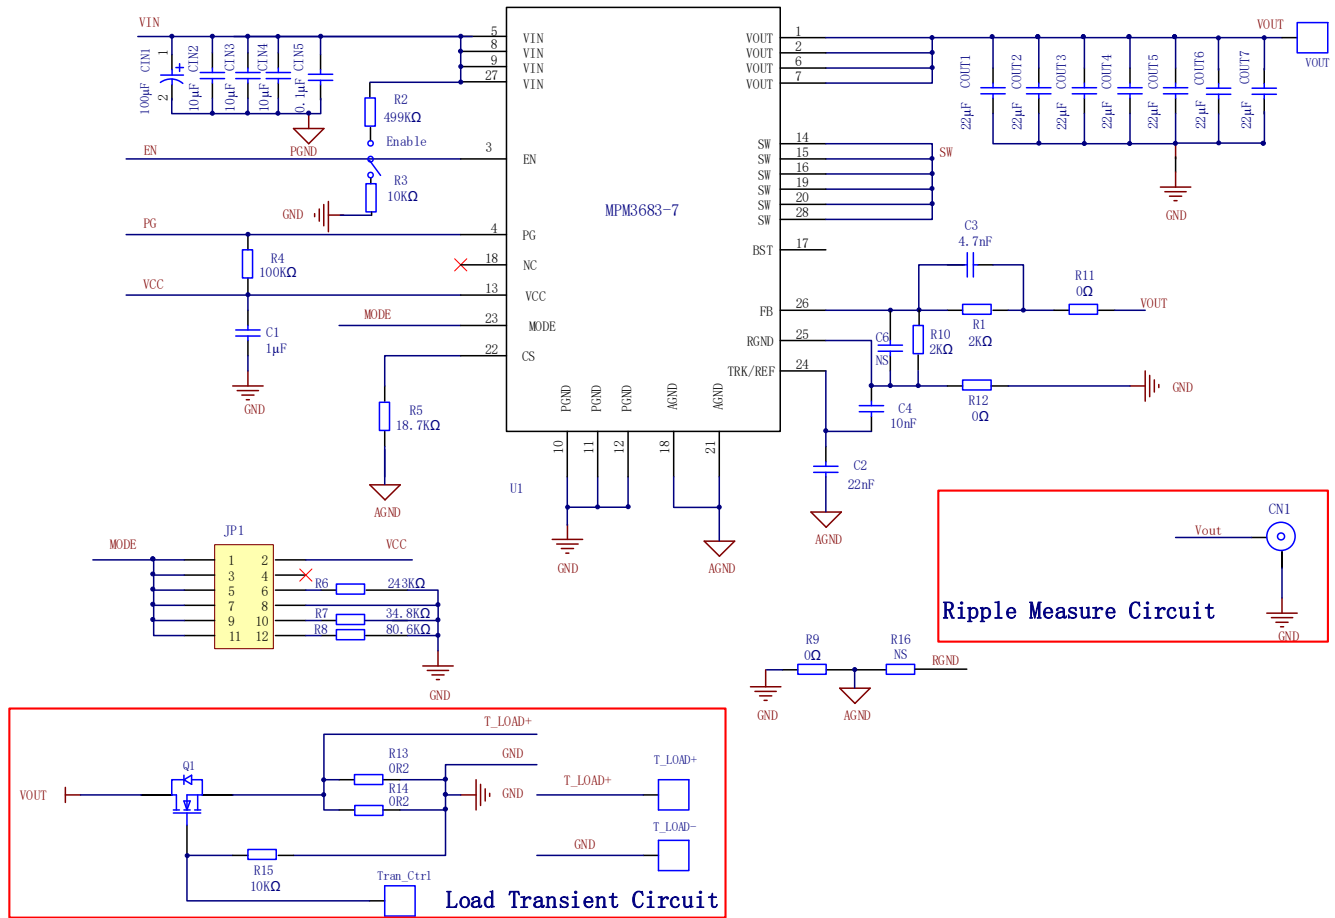 VIN
1
+
2
100μF CIN1
10μF CIN2
10μF CIN3
10μF CIN4
0.1μF CIN5
PGND
R2
499KΩ
Enable
EN
R3
10KΩ
GND
PG
R4
100KΩ
VCC
C1
1μF
GND
MODE
R5
18.7KΩ
AGND
5 VIN
8 VIN
9 VIN
27 VIN
3 EN
4 PG
18 NC
13 VCC
23 MODE
22 CS
MPM3683-7
U1
VOUT 1
VOUT 2
VOUT 6
VOUT 7
SW 14
SW 15
SW 16
SW 19
SW 20
SW 28
SW
BST 17
FB 26
RGND 25
TRK/REF 24
PGND 10
PGND 11
PGND 12
AGND 18
AGND 21
GND
AGND
VOUT
VOUT
22μF COUT1
22μF COUT2
22μF COUT3
22μF COUT4
22μF COUT5
22μF COUT6
22μF COUT7
GND
C3
4.7nF
R11
0Ω
VOUT
R1
2KΩ
R10
2KΩ
C6
NS
R12
0Ω
GND
C4
10nF
C2
22nF
AGND
JP1
MODE
VCC
1 2
3 4
5 6
7 8
9 10
11 12
R6 243KΩ
R7 34.8KΩ
R8 80.6KΩ
GND
CN1
Vout
GND
Ripple Measure Circuit
R9
0Ω
R16
NS
RGND
GND
AGND
T_LOAD+
GND
VOUT
Q1
R13
0R2
R14
0R2
GND
R15
10KΩ
Tran_Ctrl
T_LOAD+
T_LOAD+
GND
T_LOAD-
Load Transient Circuit